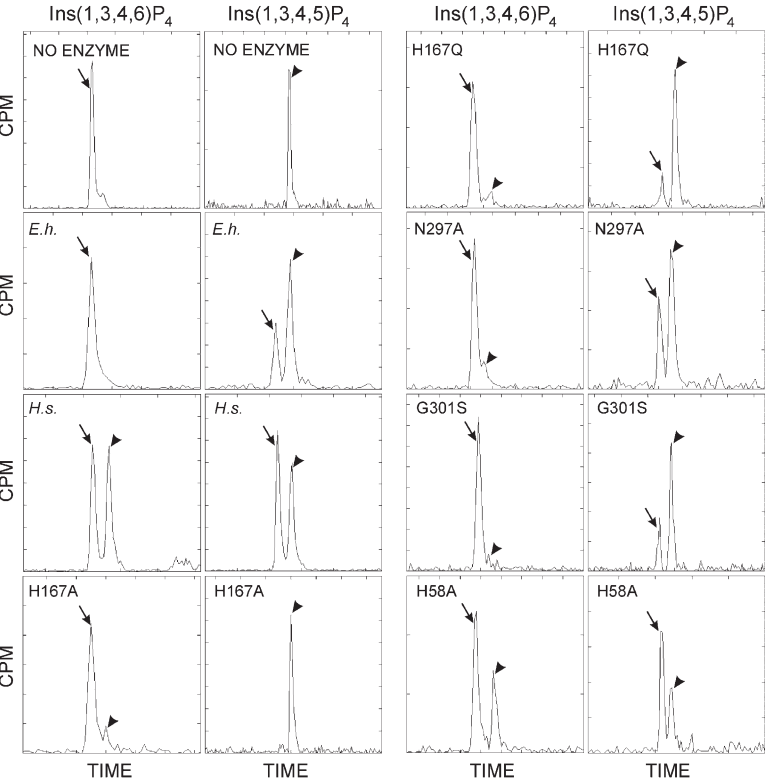 Ins(1,3,4,6)P4 Ins(1,3,4,5)P4 Ins(1,3,4,6)P4 Ins(1,3,4,5)P4
CPM NO ENZYME NO ENZYME H167Q H167Q
CPM E.h. E.h. N297A N297A
CPM H.s. H.s. G301S G301S
CPM H167A H167A H58A H58A
TIME TIME TIME TIME